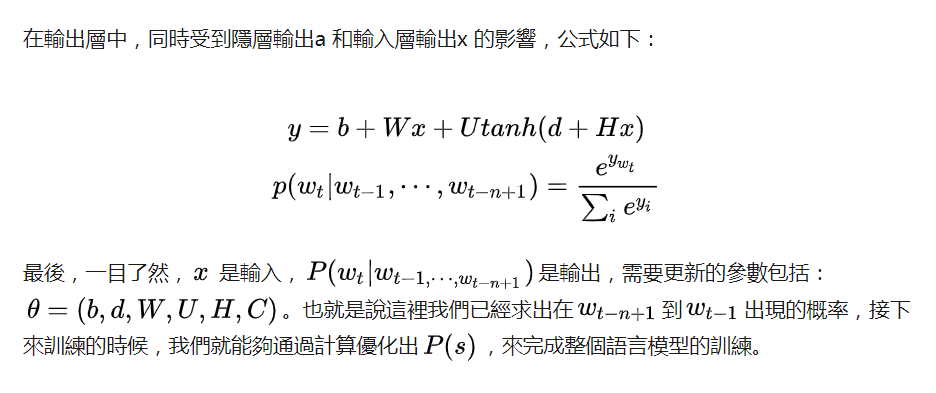 在輸出層中，同時受到隱層輸出a 和輸入層輸出x 的影響，公式如下：
y = b + Wx + Utanh(d + Hx)
p(w_t|w_{t-1}, ⋯, w_{t-n+1}) = \frac{e^{y_{w_t}}}{\sum_i e^{y_i}}
最後，一目了然， x 是輸入， P(w_t|w_{t-1,⋯,w_{t-n+1}}) 是輸出，需要更新的參數包括：
θ = (b, d, W, U, H, C)。也就是說這裡我們已經求出在 w_{t-n+1} 到 w_{t-1} 出現的概率，接下
來訓練的時候，我們就能夠通過計算優化出 P(s) ，來完成整個語言模型的訓練。